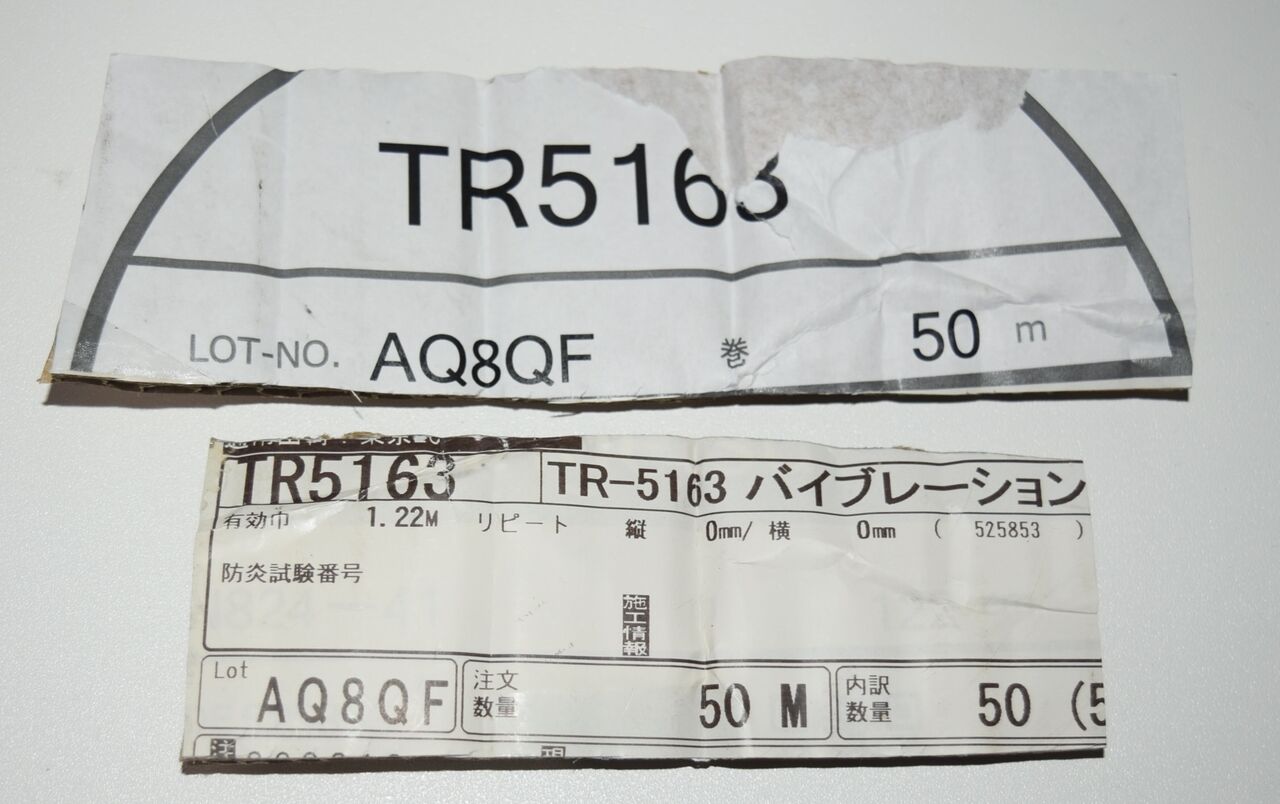 TR5163
LOT-NO. AQ8QF 巻 50 m
TR5163 TR-5163 バイブレーション
有効巾 1.22M リピート 縦 0mm/ 横 0mm ( 525853 )
防炎試験番号
施工情報
Lot AQ8QF 注文数量 50 M 内訳数量 50 (5